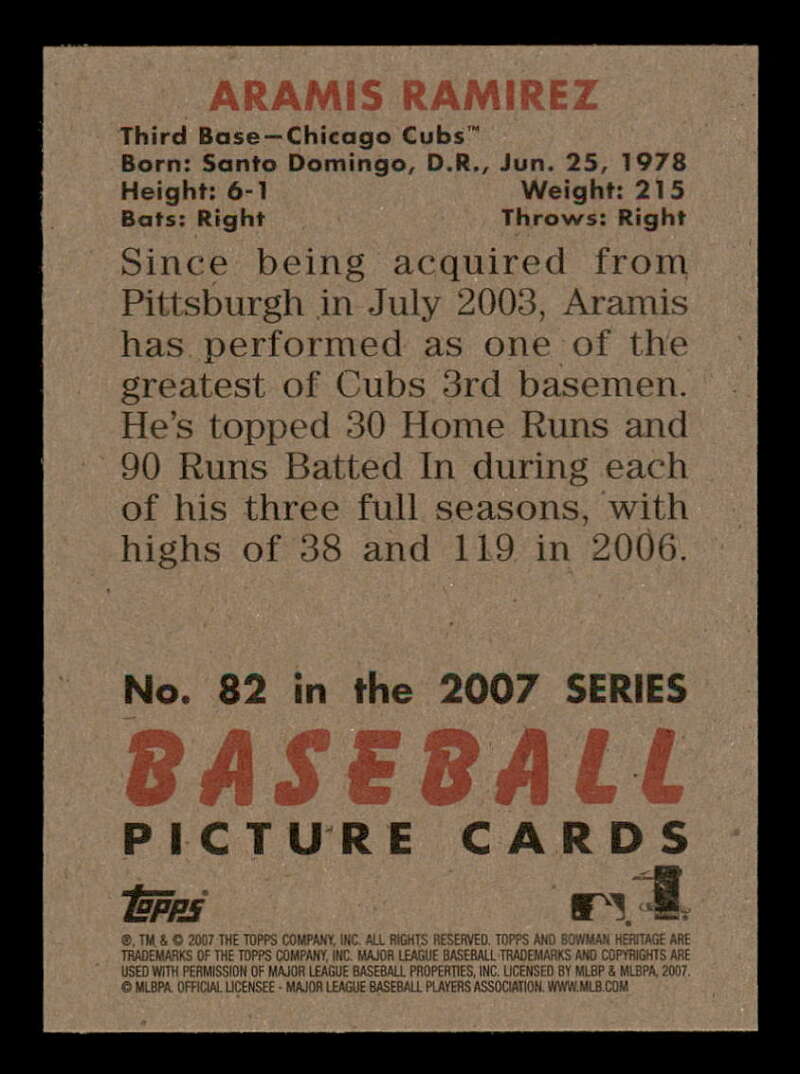 ARAMIS RAMIREZ
Third Base—Chicago Cubs™
Born: Santo Domingo, D.R., Jun. 25, 1978
Height: 6-1 Weight: 215
Bats: Right Throws: Right
Since being acquired from
Pittsburgh in July 2003, Aramis
has performed as one of the
greatest of Cubs 3rd basemen.
He's topped 30 Home Runs and
90 Runs Batted In during each
of his three full seasons, with
highs of 38 and 119 in 2006.
No. 82 in the 2007 SERIES
BASEBALL
PICTURE CARDS
Topps
®, TM & © 2007 THE TOPPS COMPANY, INC. ALL RIGHTS RESERVED. TOPPS AND BOWMAN HERITAGE ARE
TRADEMARKS OF THE TOPPS COMPANY, INC. MAJOR LEAGUE BASEBALL TRADEMARKS AND COPYRIGHTS ARE
USED WITH PERMISSION OF MAJOR LEAGUE BASEBALL PROPERTIES, INC. LICENSED BY MLBP & MLBPA, 2007.
© MLBPA. OFFICIAL LICENSEE - MAJOR LEAGUE BASEBALL PLAYERS ASSOCIATION. WWW.MLB.COM